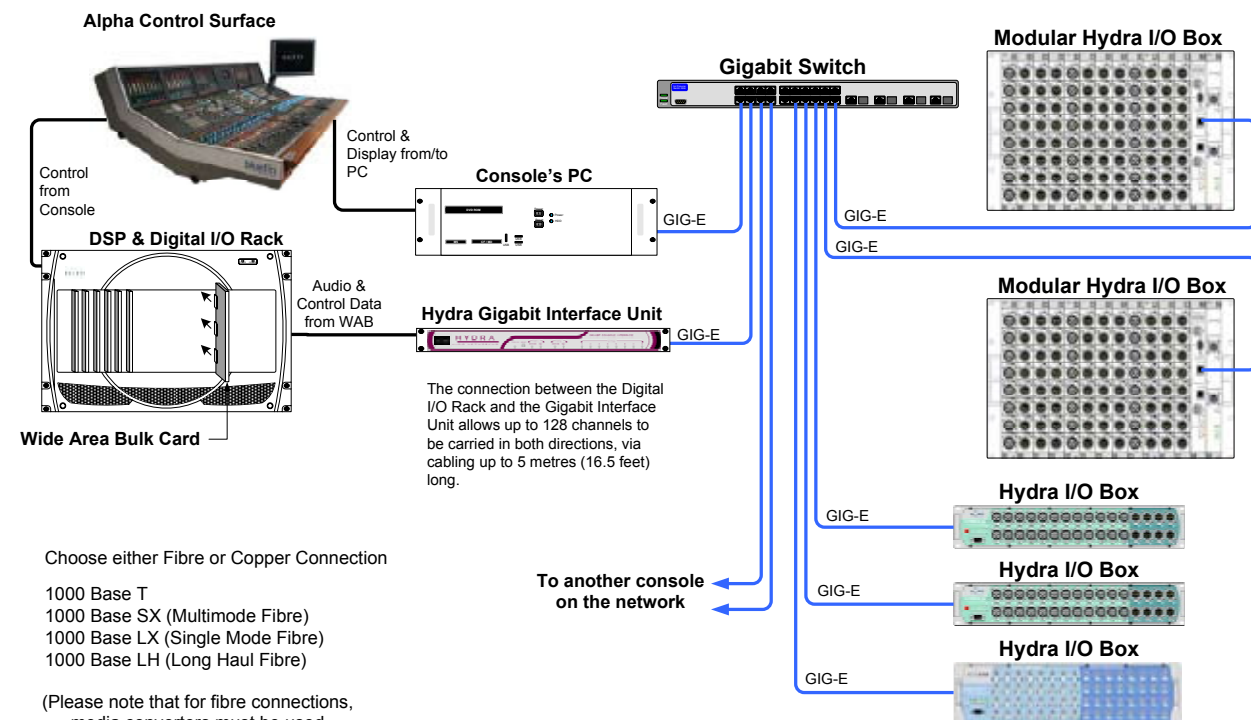 Alpha Control Surface
Modular Hydra I/O Box
Gigabit Switch
Control &
Display from/to
PC
Control
from
Console
Console's PC
GIG-E
GIG-E
GIG-E
DSP & Digital I/O Rack
Audio &
Control Data
from WAB
Hydra Gigabit Interface Unit
HYDRA
GIG-E
Modular Hydra I/O Box
The connection between the Digital
I/O Rack and the Gigabit Interface
Unit allows up to 128 channels to
be carried in both directions, via
cabling up to 5 metres (16.5 feet)
long.
Wide Area Bulk Card
Hydra I/O Box
GIG-E
Choose either Fibre or Copper Connection
1000 Base T
1000 Base SX (Multimode Fibre)
1000 Base LX (Single Mode Fibre)
1000 Base LH (Long Haul Fibre)
To another console
on the network
Hydra I/O Box
GIG-E
Hydra I/O Box
GIG-E
(Please note that for fibre connections,
media converters must be used